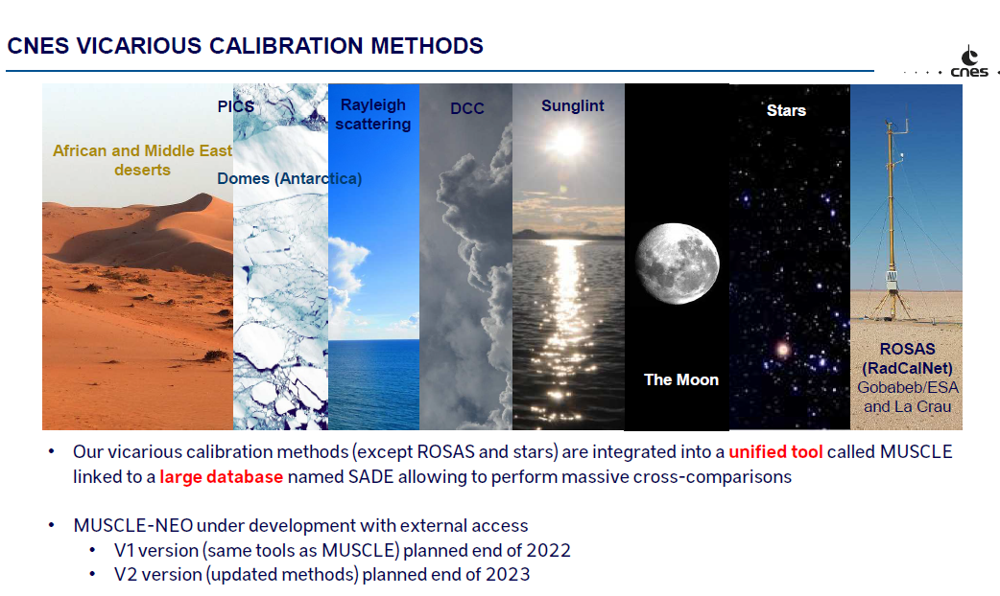 CNES VICARIOUS CALIBRATION METHODS
cnes
PICS
African and Middle East
deserts
Domes (Antarctica)
Rayleigh
scattering
DCC
Sunglint
The Moon
Stars
ROSAS
(RadCalNet)
Gobabeb/ESA
and La Crau
• Our vicarious calibration methods (except ROSAS and stars) are integrated into a unified tool called MUSCLE
linked to a large database named SADE allowing to perform massive cross-comparisons
• MUSCLE-NEO under development with external access
• V1 version (same tools as MUSCLE) planned end of 2022
• V2 version (updated methods) planned end of 2023